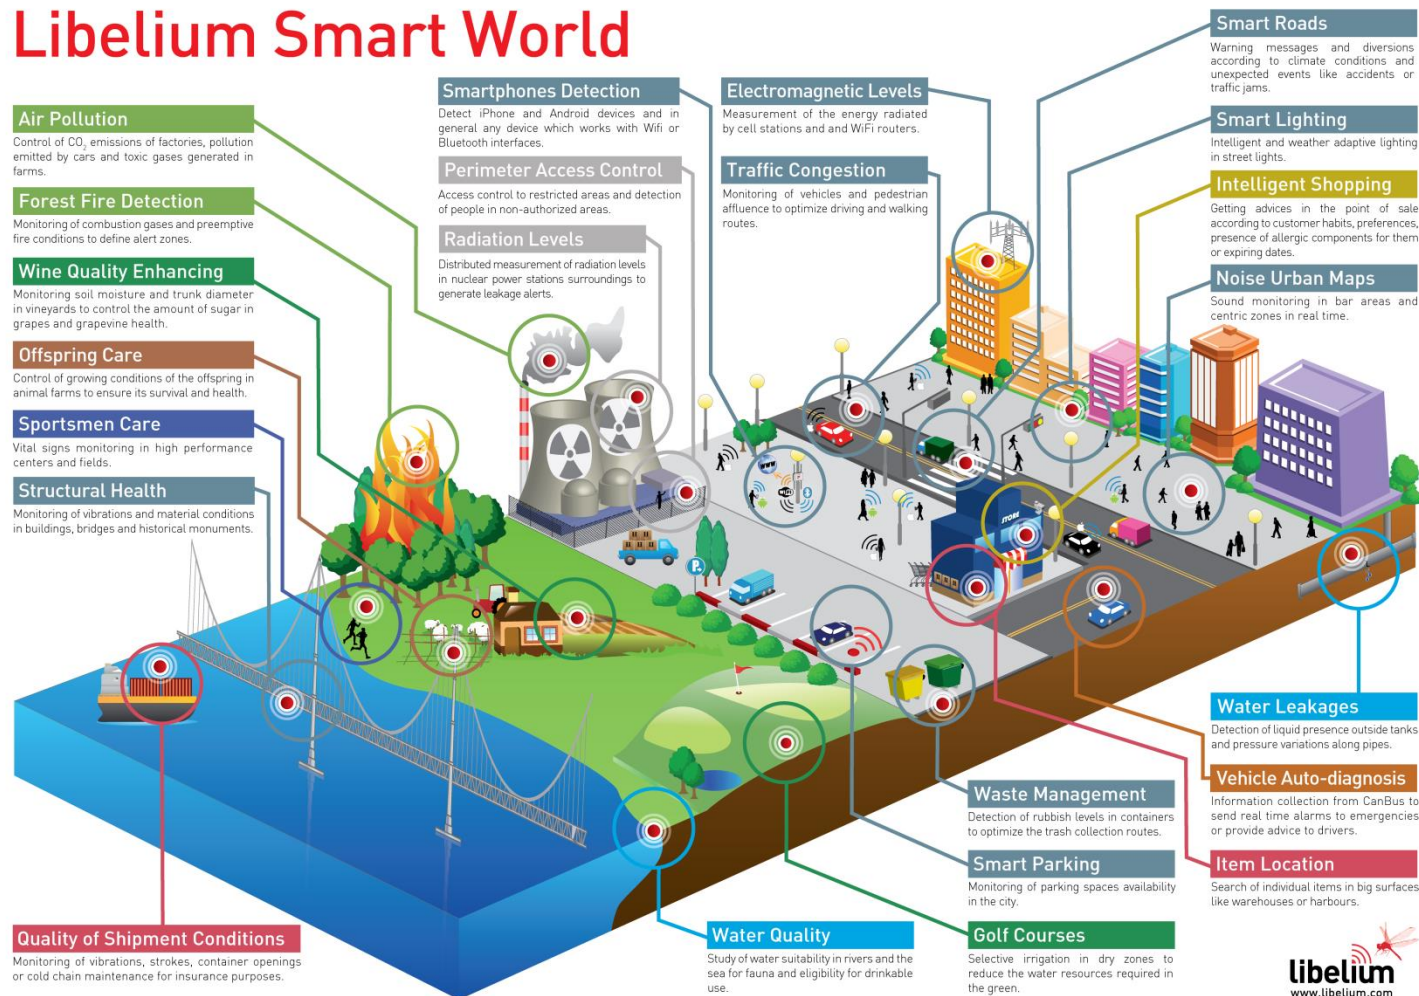 Libelium Smart World
Air Pollution
Control of CO2 emissions of factories, pollution
emitted by cars and toxic gases generated in
farms.
Forest Fire Detection
Monitoring of combustion gases and preemptive
fire conditions to define alert zones.
Wine Quality Enhancing
Monitoring soil moisture and trunk diameter
in vineyards to control the amount of sugar in
grapes and grapevine health.
Offspring Care
Control of growing conditions of the offspring in
animal farms to ensure its survival and health.
Sportsmen Care
Vital signs monitoring in high performance
centers and fields.
Structural Health
Monitoring of vibrations and material conditions
in buildings, bridges and historical monuments.
Quality of Shipment Conditions
Monitoring of vibrations, strokes, container openings
or cold chain maintenance for insurance purposes.
Smartphones Detection
Detect iPhone and Android devices and in
general any device which works with Wifi or
Bluetooth interfaces.
Perimeter Access Control
Access control to restricted areas and detection
of people in non-authorized areas.
Radiation Levels
Distributed measurement of radiation levels
in nuclear power stations surroundings to
generate leakage alerts.
Electromagnetic Levels
Measurement of the energy radiated
by cell stations and and WiFi routers.
Traffic Congestion
Monitoring of vehicles and pedestrian
affluence to optimize driving and walking
routes.
Smart Roads
Warning messages and diversions
according to climate conditions and
unexpected events like accidents or
traffic jams.
Smart Lighting
Intelligent and weather adaptive lighting
in street lights.
Intelligent Shopping
Getting advices in the point of sale
according to customer habits, preferences,
presence of allergic components for them
or expiring dates.
Noise Urban Maps
Sound monitoring in bar areas and
centric zones in real time.
STORE
P
Water Leakages
Detection of liquid presence outside tanks
and pressure variations along pipes.
Vehicle Auto-diagnosis
Information collection from CanBus to
send real time alarms to emergencies
or provide advice to drivers.
Item Location
Search of individual items in big surfaces
like warehouses or harbours.
Waste Management
Detection of rubbish levels in containers
to optimize the trash collection routes.
Smart Parking
Monitoring of parking spaces availability
in the city.
Golf Courses
Selective irrigation in dry zones to
reduce the water resources required in
the green.
Water Quality
Study of water suitability in rivers and the
sea for fauna and eligibility for drinkable
use.
libelium
www.libelium.com